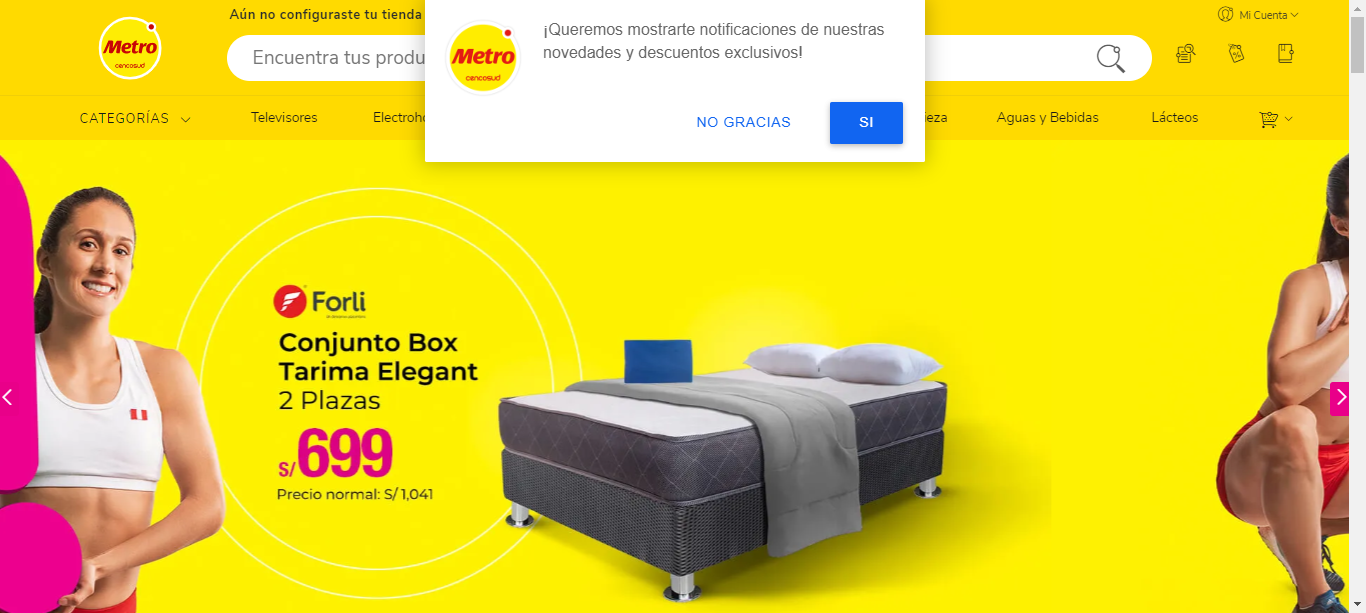 Aún no configuraste tu tienda
Mi Cuenta
Metro
cencosud
Encuentra tus produ
Metro
cencosud
¡Queremos mostrarte notificaciones de nuestras
novedades y descuentos exclusivos!
NO GRACIAS
SI
CATEGORÍAS
Televisores
Electroho
ieza
Aguas y Bebidas
Lácteos
Forli
Conjunto Box
Tarima Elegant
2 Plazas
S/699
Precio normal: S/ 1,041